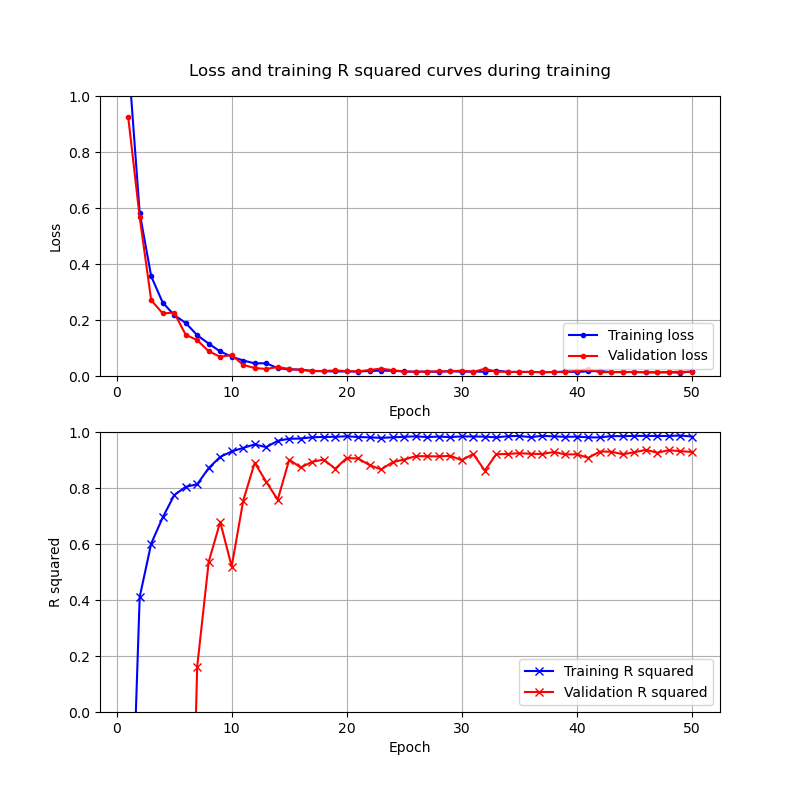 Loss and training R squared curves during training
1.0
0.8
0.6
0.4
0.2
0.0
Loss
Training loss
Validation loss
0 10 20 30 40 50
Epoch
1.0
0.8
0.6
0.4
0.2
0.0
R squared
Training R squared
Validation R squared
0 10 20 30 40 50
Epoch